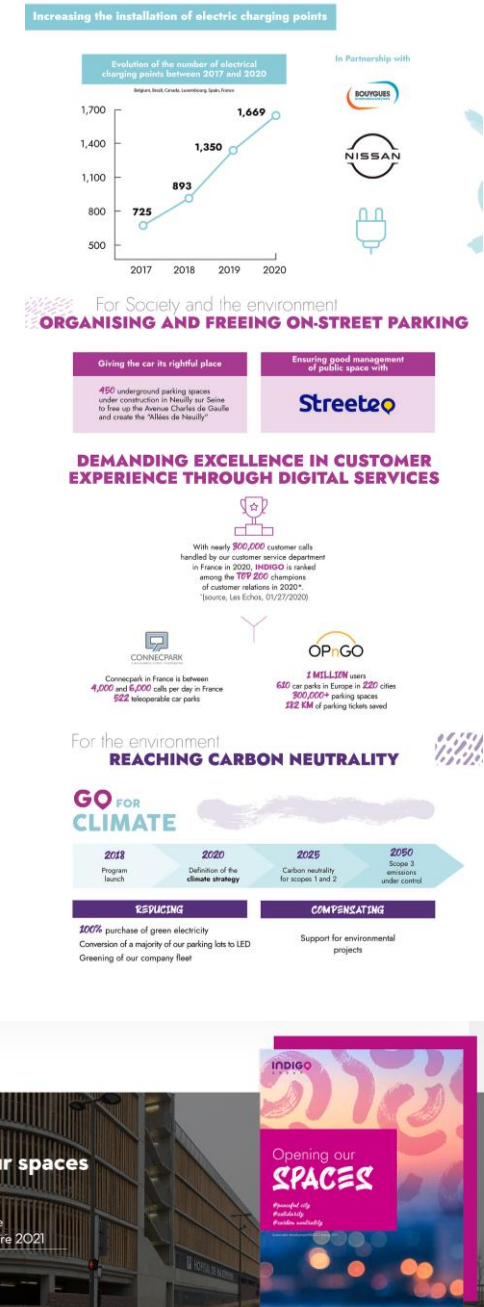 Increasing the installation of electric charging points
Evolution of the number of electrical
charging points between 2017 and 2020
Belgium, Brazil, Canada, Luxembourg, Spain, France
1,700
1,400
1,100
800
500
725
893
1,350
1,669
2017 2018 2019 2020
In Partnership with
BOUYGUES
NISSAN
For Society and the environment
ORGANISING AND FREEING ON-STREET PARKING
Giving the car its rightful place
450 underground parking spaces
under construction in Neuilly sur Seine
to free up the Avenue Charles de Gaulle
and create the "Allées de Neuilly"
Ensuring good management
of public space with
Streeteo
DEMANDING EXCELLENCE IN CUSTOMER
EXPERIENCE THROUGH DIGITAL SERVICES
With nearly 300,000 customer calls
handled by our customer service department
in France in 2020, INDIGO is ranked
among the TOP 200 champions
of customer relations in 2020*.
*(source, Les Echos, 01/27/2020)
CONNECPARK
Connecpark in France is between
4,000 and 6,000 calls per day in France
522 teleoperable car parks
OPnGO
1 MILLION users
610 car parks in Europe in 220 cities
300,000+ parking spaces
132 KM of parking tickets saved
For the environment
REACHING CARBON NEUTRALITY
GO FOR
CLIMATE
2018
Program
launch
2020
Definition of the
climate strategy
2025
Carbon neutrality
for scopes 1 and 2
2050
Scope 3
emissions
under control
REDUCING
100% purchase of green electricity
Conversion of a majority of our parking lots to LED
Greening of our company fleet
COMPENSATING
Support for environmental
projects
r spaces
re 2021
INDIGO
GROUP
Opening our
SPACES
#peaceful city
#solidarity
#carbon neutrality